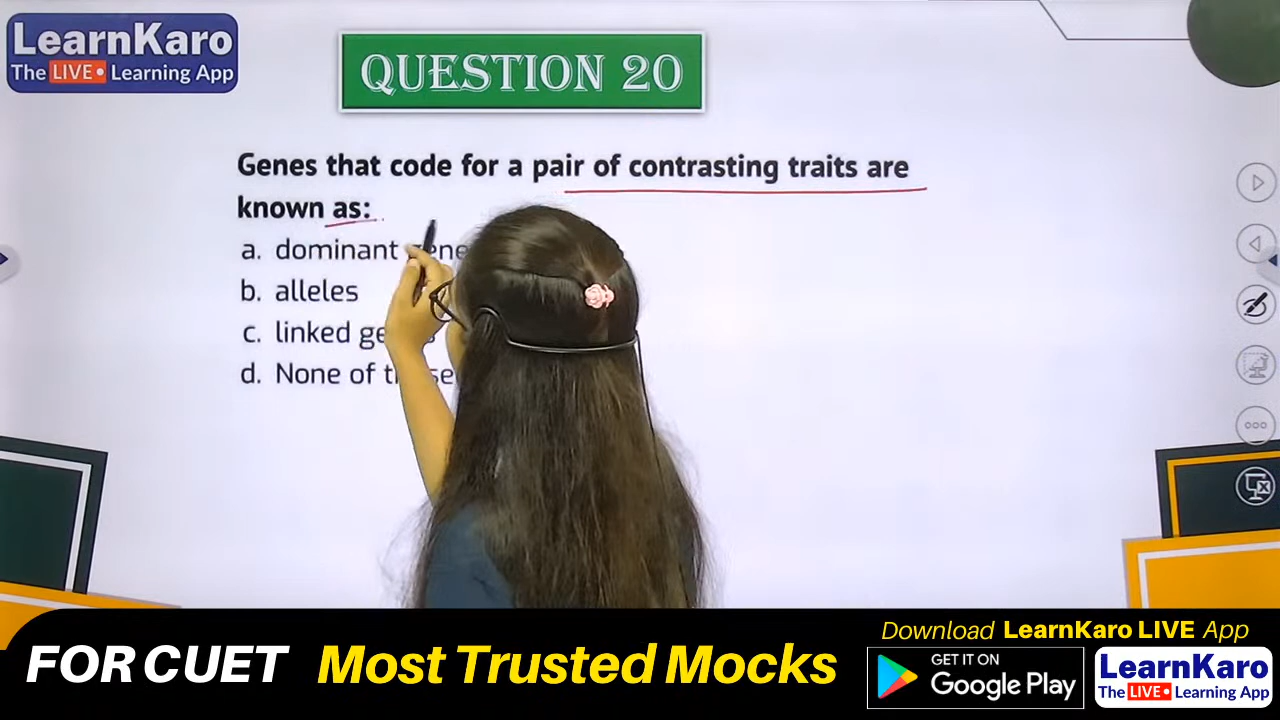 LearnKaro
The LIVE Learning App
QUESTION 20
Genes that code for a pair of contrasting traits are
known as:
a. dominant
b. alleles
c. linked
d. None of
FOR CUET Most Trusted Mocks
Download LearnKaro LIVE App
GET IT ON
Google Play
LearnKaro
The LIVE Learning App